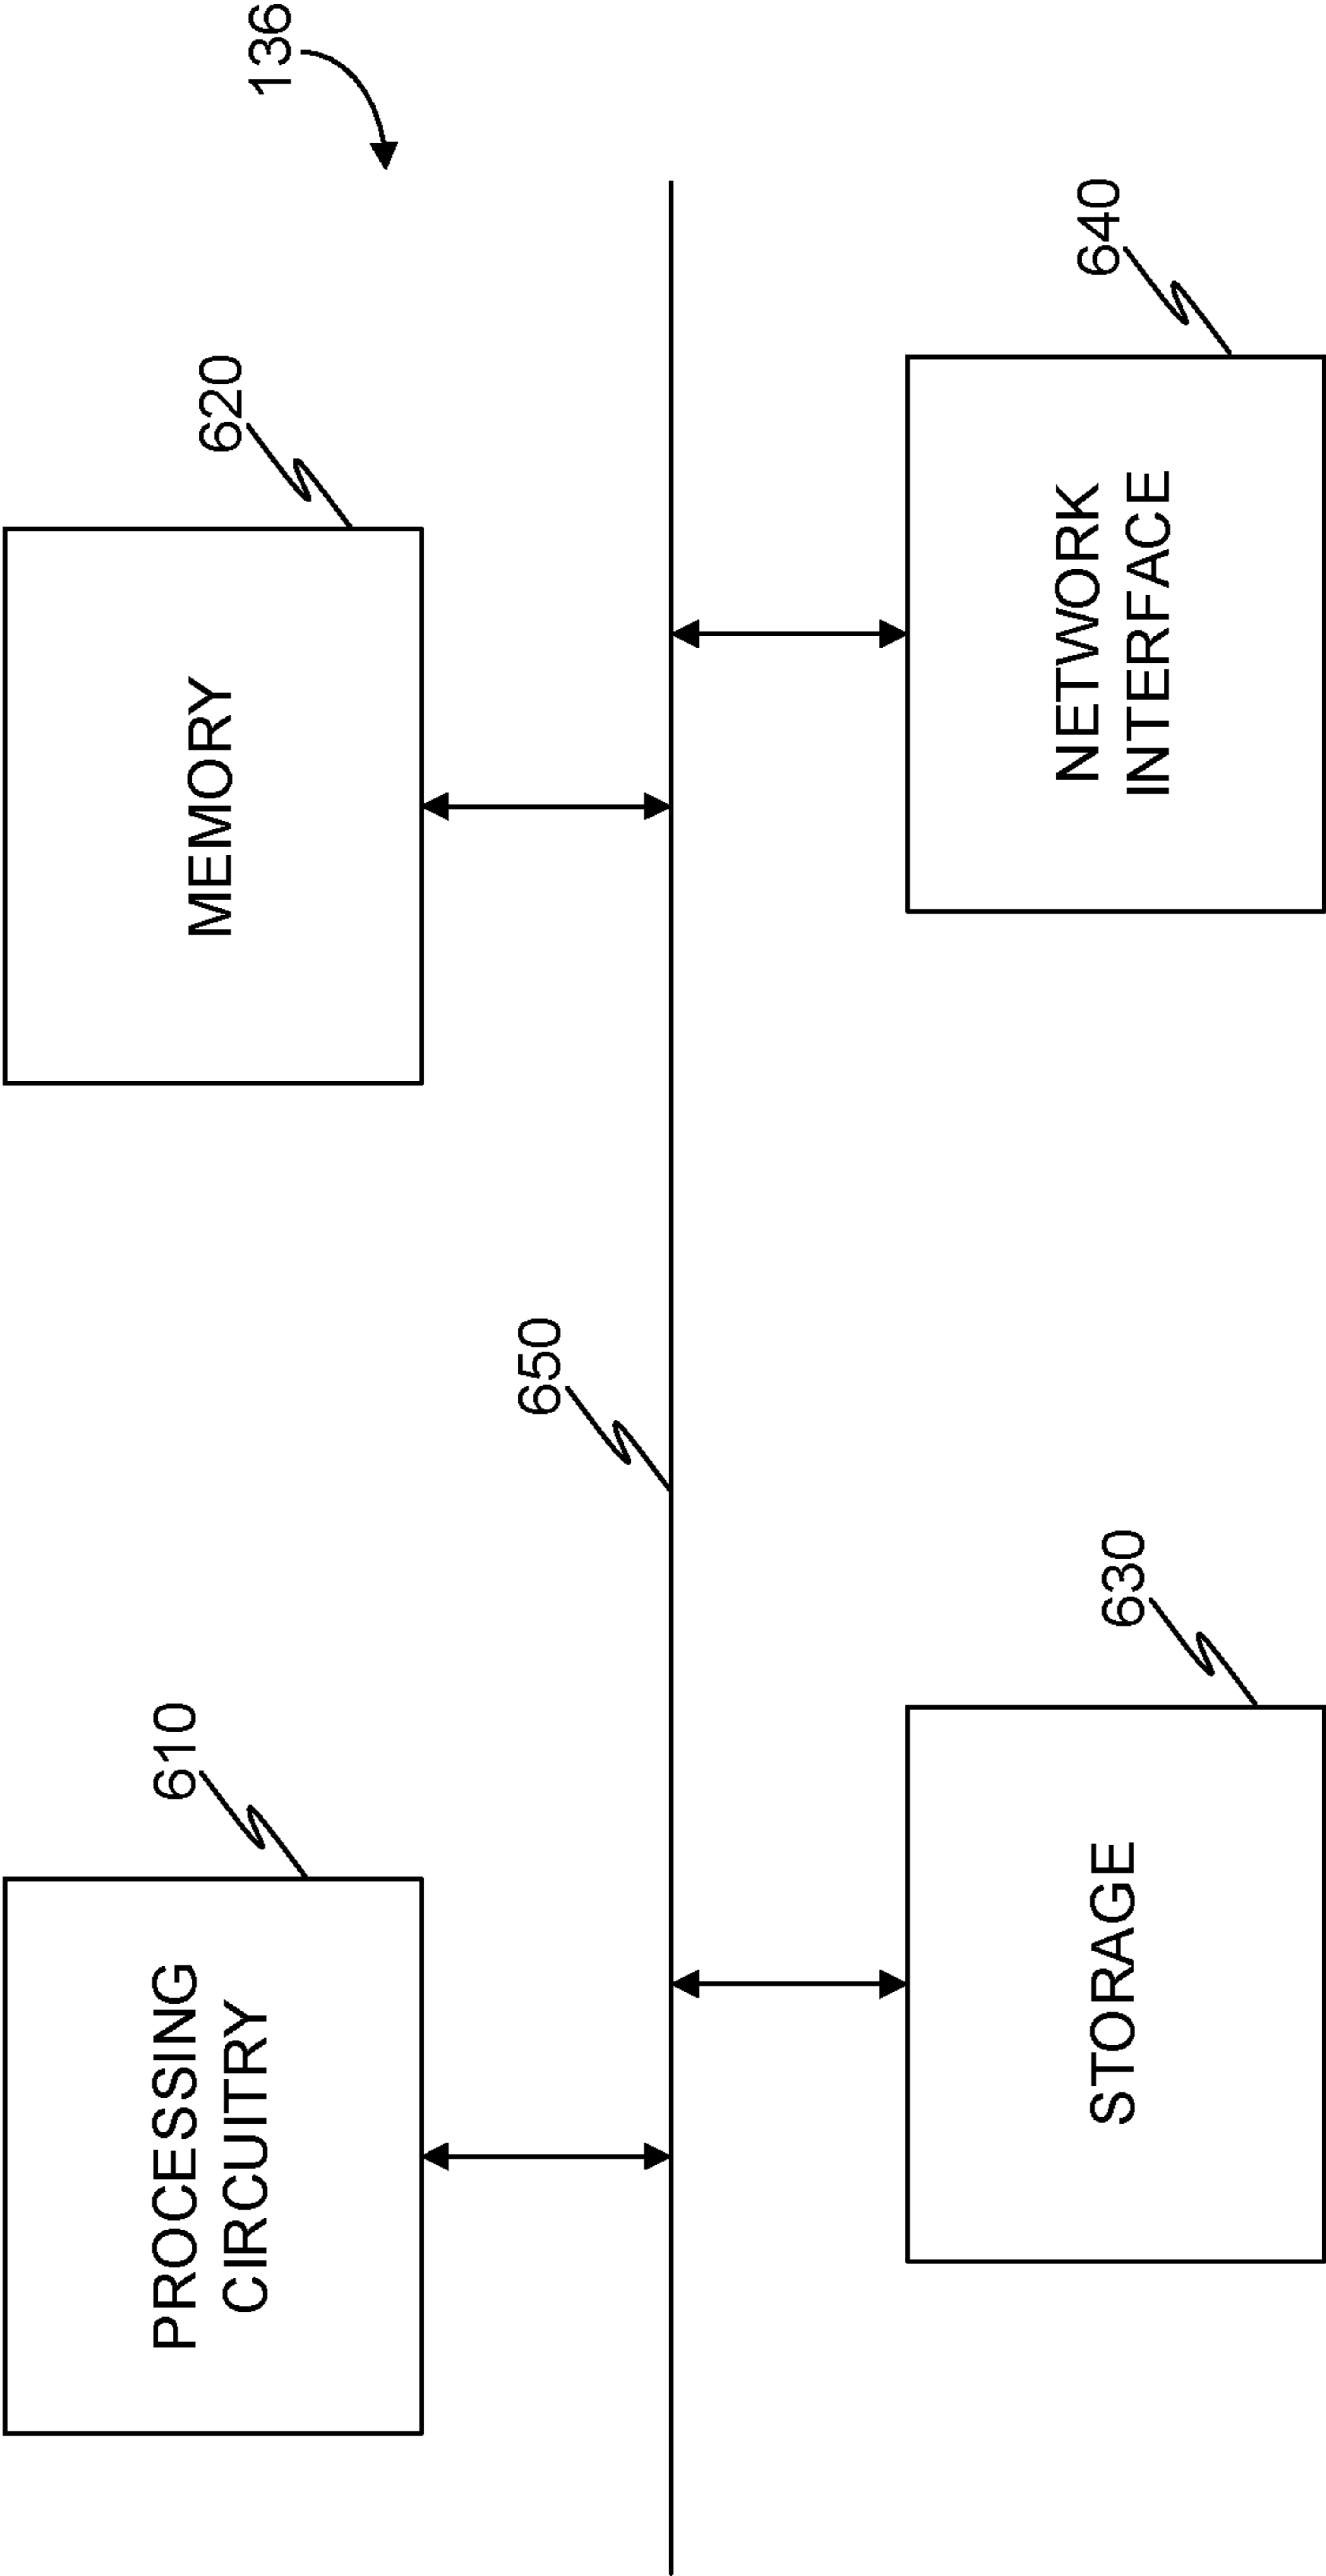 136
PROCESSING
CIRCUITRY
610
MEMORY
620
650
STORAGE
630
NETWORK
INTERFACE
640